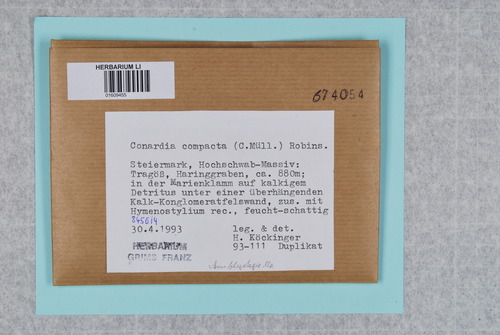 HERBARIUM LI
01609455
674054
Conardia compacta (C.Müll.) Robins.
Steiermark, Hochschwab-Massiv:
Tragöß, Haringgraben, ca. 880m;
in der Marienklamm auf kalkigem
Detritus unter einer überhängenden
Kalk-Konglomeratfelswand, zus. mit
Hymenostylium rec., feucht-schattig
845614
30.4.1993 leg. & det.
H. Köckinger
HERBARIUM 93-111 Duplikat
GRIMS FRANZ